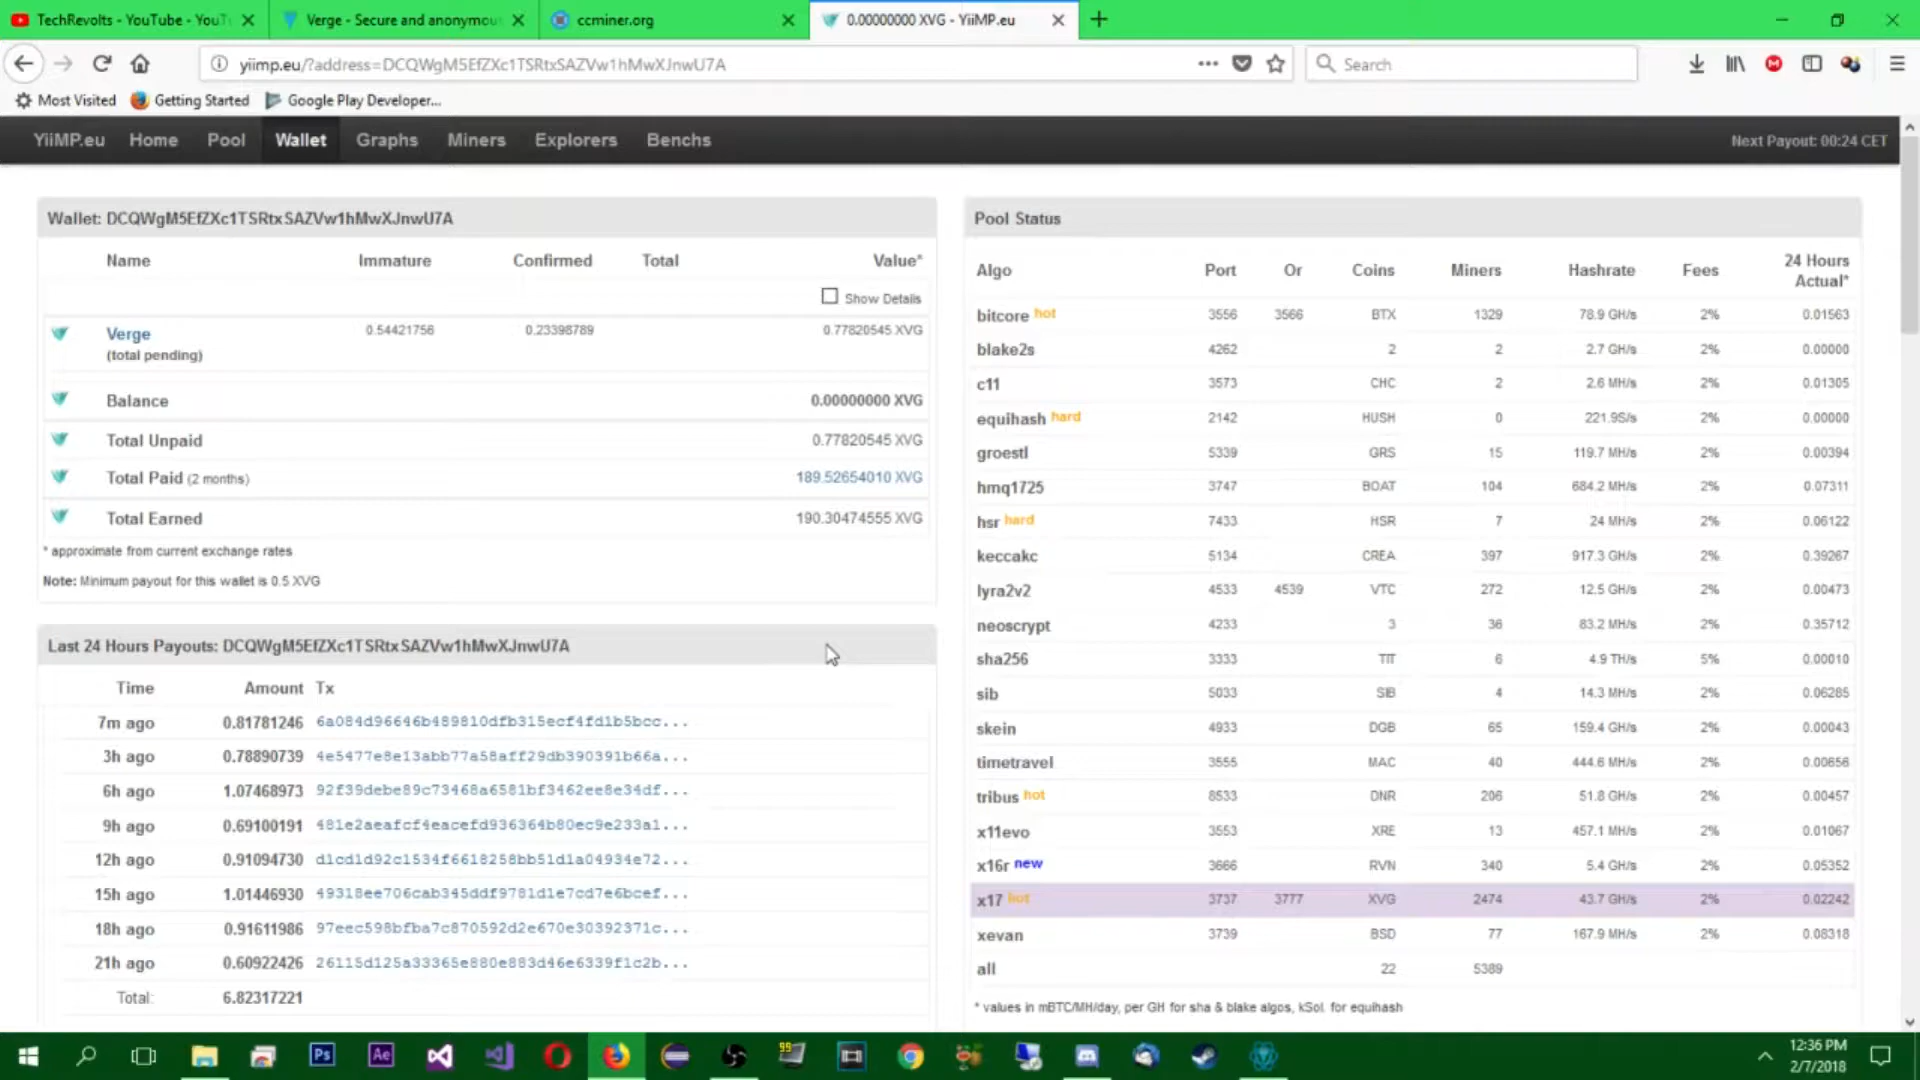 TechRevolts - YouTube - YouT
Verge - Secure and anonymou
ccminer.org
0.00000000 XVG - YiiMP.eu
yiimp.eu/?address=DCQWgM5EfZXc1TSRtxSAZVw1hMwXJnwU7A
Search
Most Visited
Getting Started
Google Play Developer...
YiiMP.eu Home Pool Wallet Graphs Miners Explorers Benchs
Next Payout: 00:24 CET
Wallet: DCQWgM5EfZXc1TSRtxSAZVw1hMwXJnwU7A
Name Immature Confirmed Total Value*
Show Details
Verge 0.54421756 0.23398789 0.77820545 XVG
(total pending)
Balance 0.00000000 XVG
Total Unpaid 0.77820545 XVG
Total Paid (2 months) 189.52654010 XVG
Total Earned 190.30474555 XVG
* approximate from current exchange rates
Note: Minimum payout for this wallet is 0.5 XVG
Last 24 Hours Payouts: DCQWgM5EfZXc1TSRtxSAZVw1hMwXJnwU7A
Time Amount Tx
7m ago 0.81781246 6a084d96646b489810dfb315ecf4fd1b5bcc...
3h ago 0.78890739 4e5477e8e13abb77a58aff29db390391b66a...
6h ago 1.07468973 92f39debe89c73468a6581bf3462ee8e34df...
9h ago 0.69100191 481e2aeafcf4eacefd936364b80ec9e233a1...
12h ago 0.91094730 d1cd1d92c1534f6618258bb51d1a04934e72...
15h ago 1.01446930 49318ee706cab345ddf9781d1e7cd7e6bcef...
18h ago 0.91611986 97eec598bfba7c870592d2e670e30392371c...
21h ago 0.60922426 26115d125a33365e880e883d46e6339f1c2b...
Total: 6.82317221
Pool Status
Algo Port Or Coins Miners Hashrate Fees 24 Hours
Actual*
bitcore hot 3556 3566 BTX 1329 78.9 GH/s 2% 0.01563
blake2s 4262 2 2 2.7 GH/s 2% 0.00000
c11 3573 CHC 2 2.6 MH/s 2% 0.01305
equihash hard 2142 HUSH 0 221.9S/s 2% 0.00000
groestl 5339 GRS 15 119.7 MH/s 2% 0.00394
hmq1725 3747 BOAT 104 684.2 MH/s 2% 0.07311
hsr hard 7433 HSR 7 24 MH/s 2% 0.06122
keccakc 5134 CREA 397 917.3 GH/s 2% 0.39267
lyra2v2 4533 4539 VTC 272 12.5 GH/s 2% 0.00473
neoscrypt 4233 3 36 83.2 MH/s 2% 0.35712
sha256 3333 TIT 6 4.9 TH/s 5% 0.00010
sib 5033 SIB 4 14.3 MH/s 2% 0.06285
skein 4933 DGB 65 159.4 GH/s 2% 0.00043
timetravel 3555 MAC 40 444.6 MH/s 2% 0.00656
tribus hot 8533 DNR 206 51.8 GH/s 2% 0.00457
x11evo 3553 XRE 13 457.1 MH/s 2% 0.01067
x16r new 3666 RVN 340 5.4 GH/s 2% 0.05352
x17 hot 3737 3777 XVG 2474 43.7 GH/s 2% 0.02242
xevan 3739 BSD 77 167.9 MH/s 2% 0.08318
all 22 5389
* values in mBTC/MH/day, per GH for sha & blake algos, kSol. for equihash
Ps
Ae
99
12:36 PM
2/7/2018